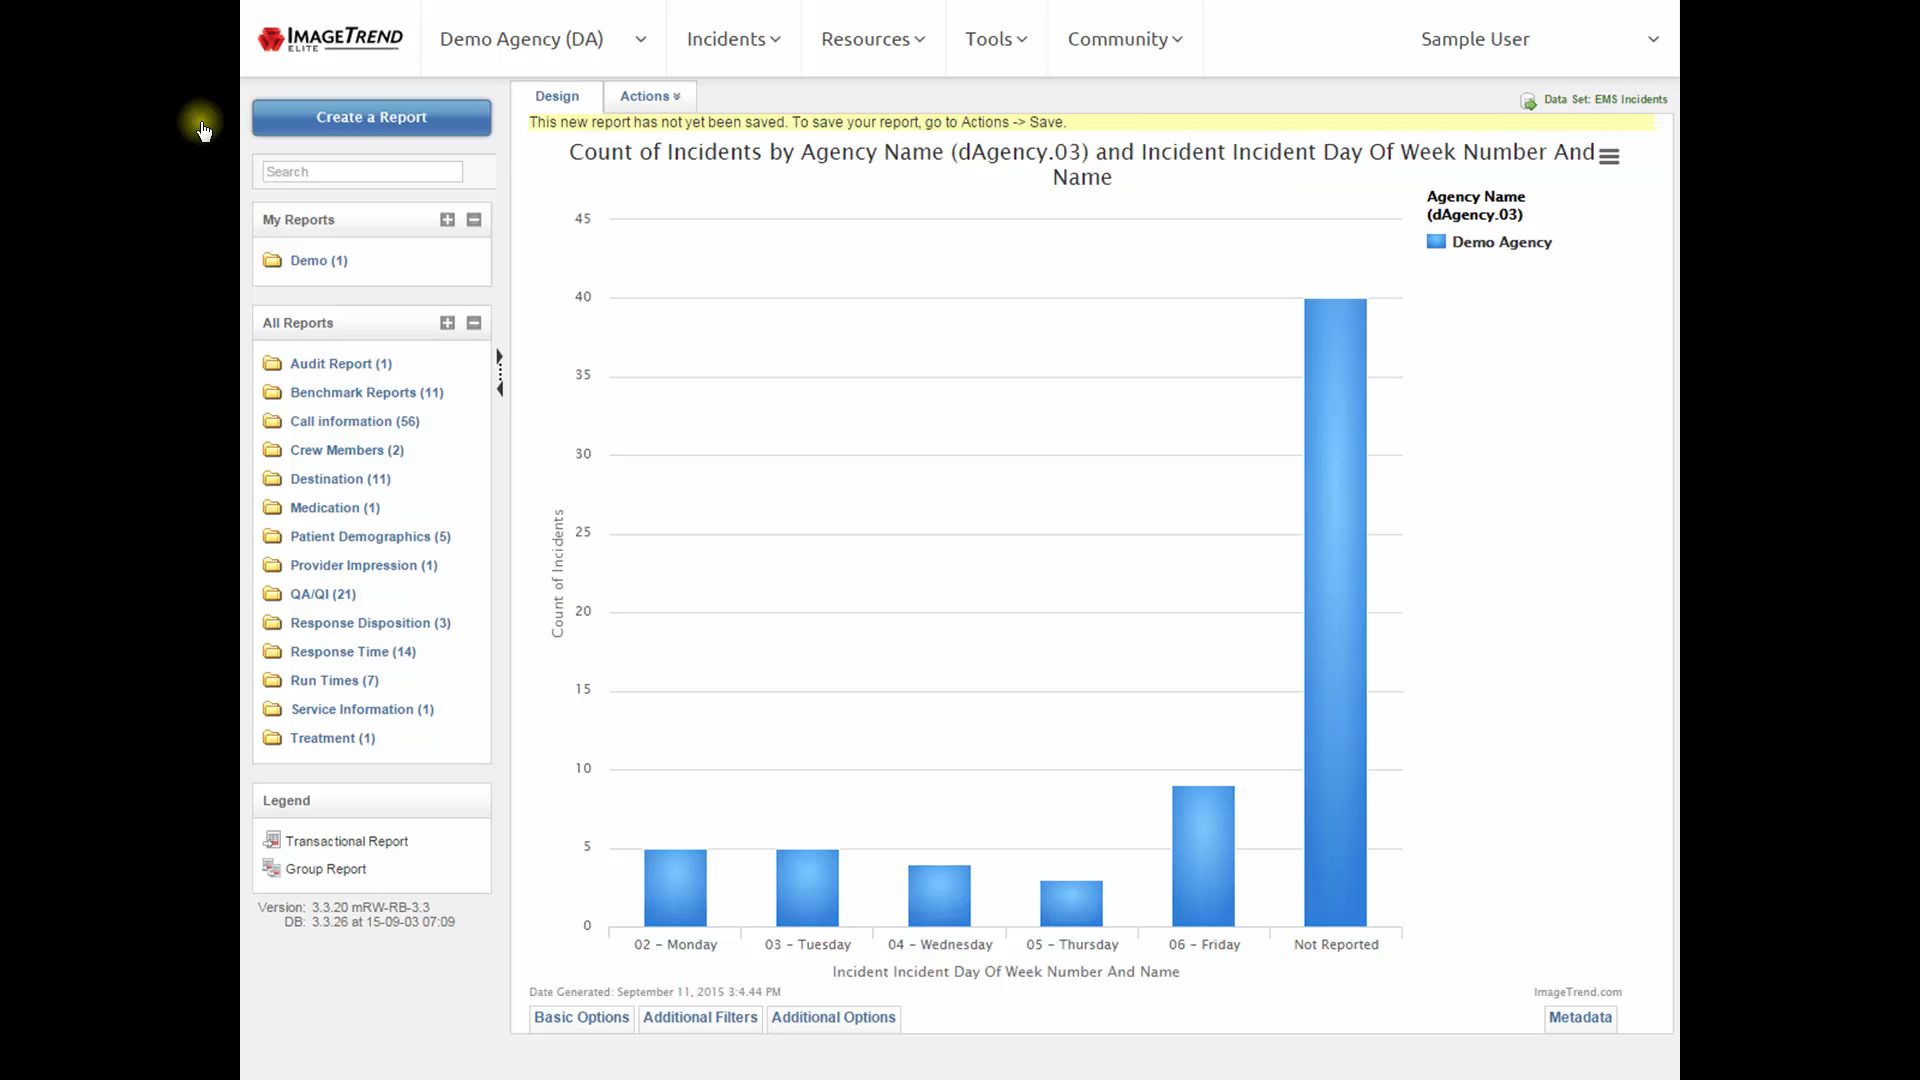 IMAGETREND
ELITE
Demo Agency (DA)
Incidents
Resources
Tools
Community
Sample User
Create a Report
Search
My Reports
Demo (1)
All Reports
Audit Report (1)
Benchmark Reports (11)
Call information (56)
Crew Members (2)
Destination (11)
Medication (1)
Patient Demographics (5)
Provider Impression (1)
QA/QI (21)
Response Disposition (3)
Response Time (14)
Run Times (7)
Service Information (1)
Treatment (1)
Legend
Transactional Report
Group Report
Version: 3.3.20 mRW-RB-3.3
DB: 3.3.26 at 15-09-03 07:09
Design
Actions
Data Set: EMS Incidents
This new report has not yet been saved. To save your report, go to Actions -> Save.
Count of Incidents by Agency Name (dAgency.03) and Incident Incident Day Of Week Number And
Name
Agency Name
(dAgency.03)
Demo Agency
45
40
35
30
25
20
15
10
5
0
Count of Incidents
02 - Monday
03 - Tuesday
04 - Wednesday
05 - Thursday
06 - Friday
Not Reported
Incident Incident Day Of Week Number And Name
Date Generated: September 11, 2015 3:4:44 PM
ImageTrend.com
Basic Options
Additional Filters
Additional Options
Metadata